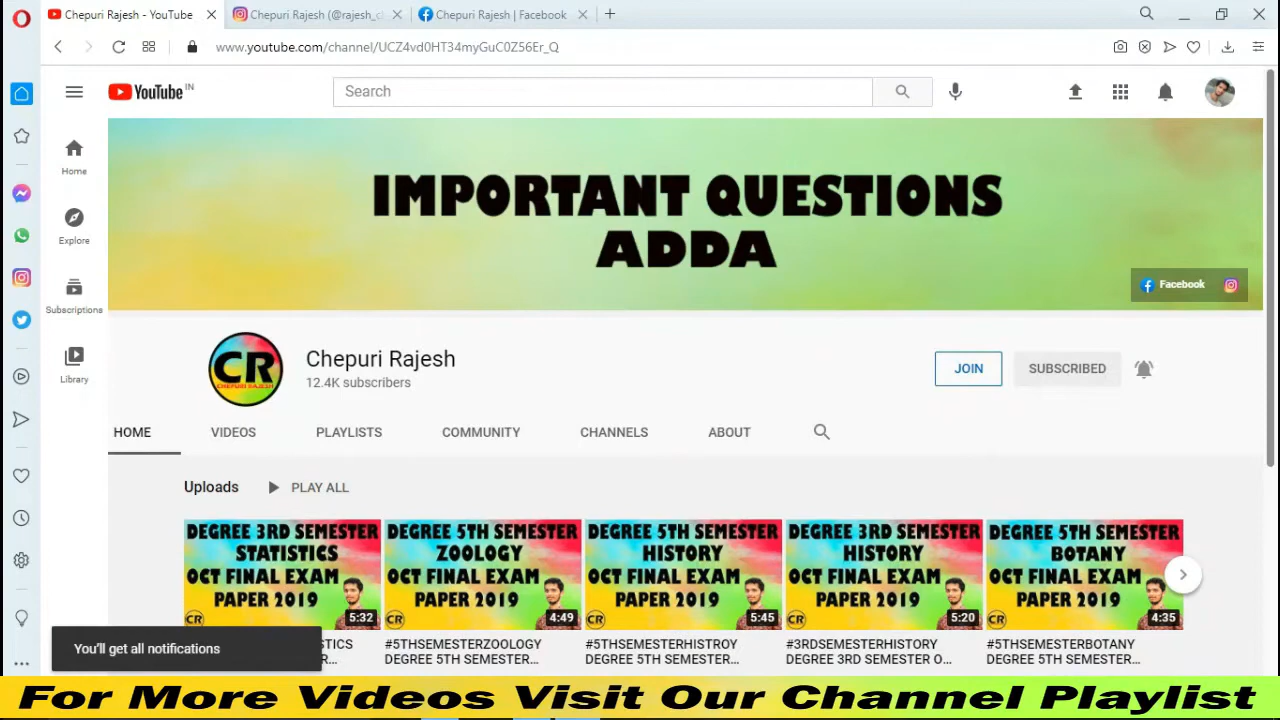 Chepuri Rajesh - YouTube
Chepuri Rajesh (@rajesh_c
Chepuri Rajesh | Facebook
www.youtube.com/channel/UCZ4vd0HT34myGuC0Z56Er_Q
YouTube IN
Search
Home
Explore
Subscriptions
Library
IMPORTANT QUESTIONS
ADDA
Facebook
CR
CHEPURI RAJESH
Chepuri Rajesh
12.4K subscribers
JOIN
SUBSCRIBED
HOME
VIDEOS
PLAYLISTS
COMMUNITY
CHANNELS
ABOUT
Uploads
PLAY ALL
DEGREE 3RD SEMESTER
STATISTICS
OCT FINAL EXAM
PAPER 2019
CR
5:32
DEGREE 5TH SEMESTER
ZOOLOGY
OCT FINAL EXAM
PAPER 2019
CR
4:49
DEGREE 5TH SEMESTER
HISTORY
OCT FINAL EXAM
PAPER 2019
CR
5:45
DEGREE 3RD SEMESTER
HISTORY
OCT FINAL EXAM
PAPER 2019
CR
5:20
DEGREE 5TH SEMESTER
BOTANY
OCT FINAL EXAM
PAPER 2019
CR
4:35
TICS
R...
#5THSEMESTERZOOLOGY
DEGREE 5TH SEMESTER...
#5THSEMESTERHISTROY
DEGREE 5TH SEMESTER...
#3RDSEMESTERHISTORY
DEGREE 3RD SEMESTER O...
#5THSEMESTERBOTANY
DEGREE 5TH SEMESTER...
You'll get all notifications
For More Videos Visit Our Channel Playlist